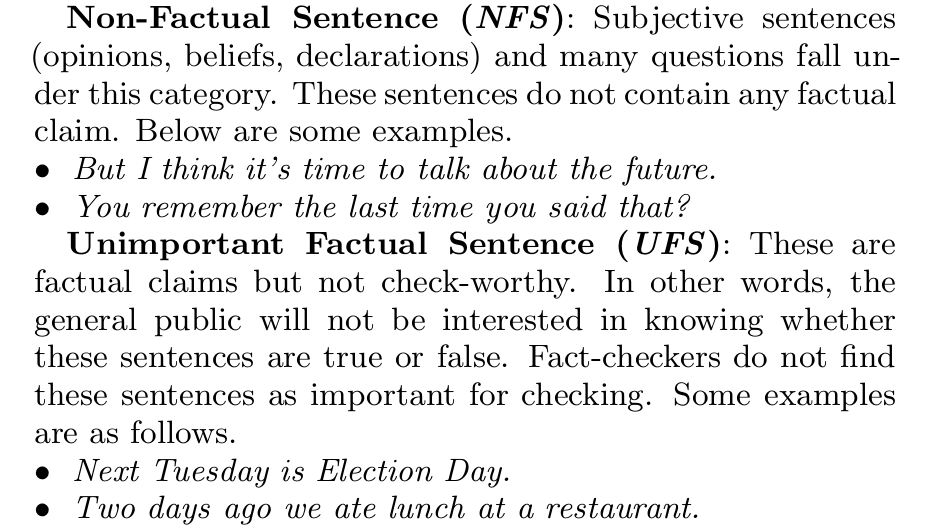 Non-Factual Sentence (NFS): Subjective sentences
(opinions, beliefs, declarations) and many questions fall un-
der this category. These sentences do not contain any factual
claim. Below are some examples.
• But I think it's time to talk about the future.
• You remember the last time you said that?
Unimportant Factual Sentence (UFS): These are
factual claims but not check-worthy. In other words, the
general public will not be interested in knowing whether
these sentences are true or false. Fact-checkers do not find
these sentences as important for checking. Some examples
are as follows.
• Next Tuesday is Election Day.
• Two days ago we ate lunch at a restaurant.